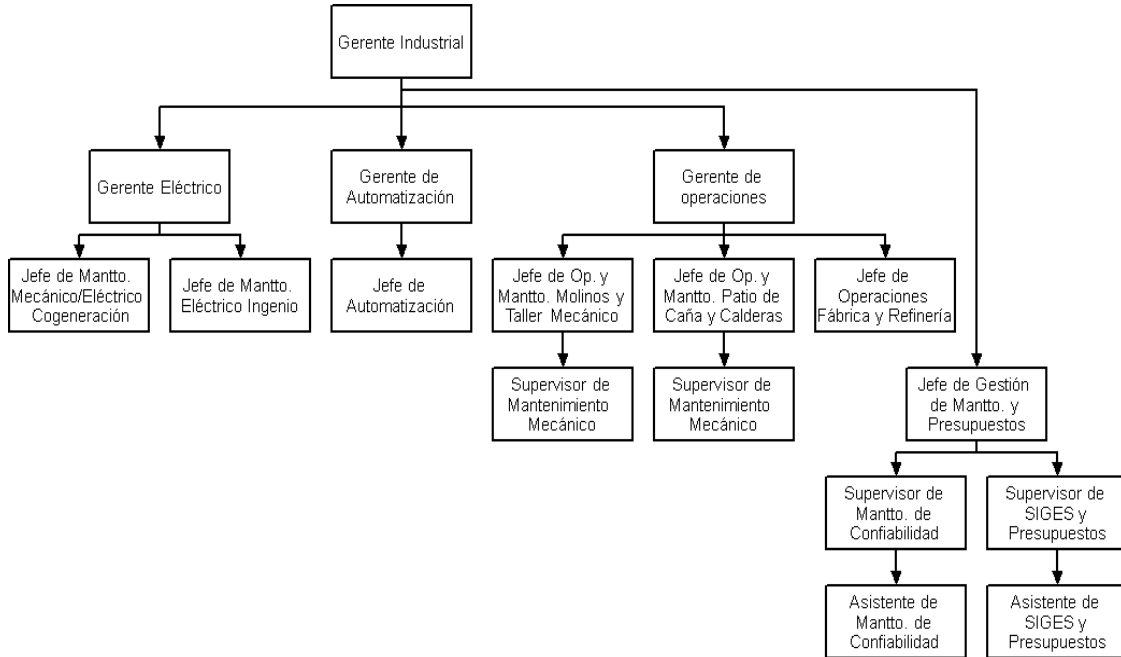 Gerente Industrial
Gerente Eléctrico
Gerente de
Automatización
Gerente de
operaciones
Jefe de Mantto.
Mecánico/Eléctrico
Cogeneración
Jefe de Mantto.
Eléctrico Ingenio
Jefe de
Automatización
Jefe de Op. y
Mantto. Molinos y
Taller Mecánico
Jefe de Op. y
Mantto. Patio de
Caña y Calderas
Jefe de
Operaciones
Fábrica y Refinería
Supervisor de
Mantenimiento
Mecánico
Supervisor de
Mantenimiento
Mecánico
Jefe de Gestión
de Mantto. y
Presupuestos
Supervisor de
Mantto. de
Confiabilidad
Supervisor de
SIGES y
Presupuestos
Asistente de
Mantto. de
Confiabilidad
Asistente de
SIGES y
Presupuestos